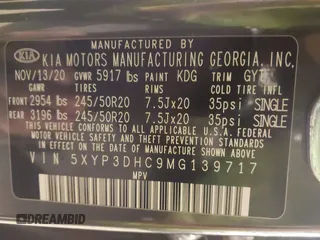 MANUFACTURED BY
KIA KIA MOTORS MANUFACTURING GEORGIA, INC.
NOV/13/20 GVWR 5917 lbs PAINT KDG TRIM GYT
GAWR TIRES RIMS COLD TIRE INFL
FRONT 2954 lbs 245/50R20 7.5Jx20 35psi SINGLE
REAR 3196 lbs 245/50R20 7.5Jx20 35psi SINGLE
THIS VEHICLE CONFORMS TO ALL APPLICABLE U.S. FEDERAL
MOTOR VEHICLE SAFETY AND THEFT PREVENTION STANDARDS
IN EFFECT ON THE DATE OF MANUFACTURE SHOWN ABOVE
VIN 5XYP3DHC9MG139717
MPV
DREAMBID